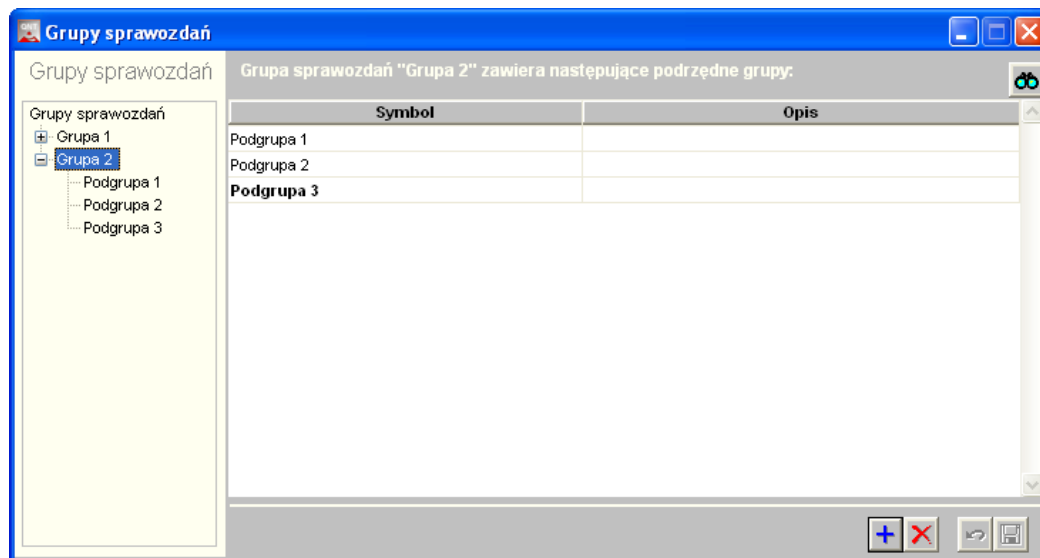 Grupy sprawozdań
Grupy sprawozdań
Grupa sprawozdań "Grupa 2" zawiera następujące podrzędne grupy:
Grupy sprawozdań
Grupa 1
Grupa 2
Podgrupa 1
Podgrupa 2
Podgrupa 3
Symbol Opis
Podgrupa 1
Podgrupa 2
Podgrupa 3